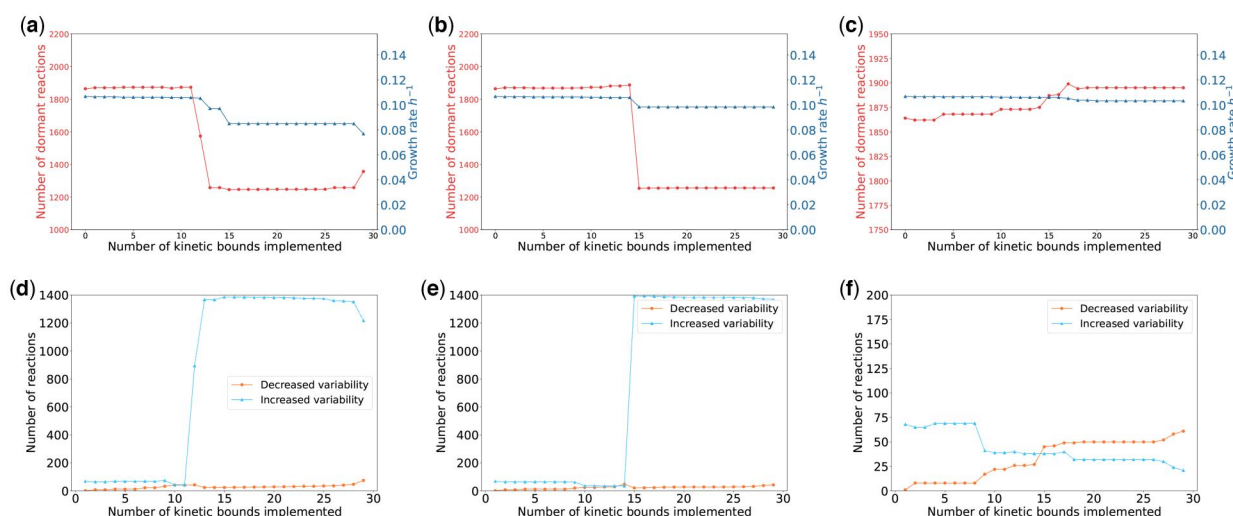 (a)
Number of dormant reactions
2200
2000
1800
1600
1400
1200
1000
0 5 10 15 20 25 30
Number of kinetic bounds implemented
0.14
0.12
0.10
0.08
0.06
0.04
0.02
0.00
Growth rate h⁻¹
(b)
Number of dormant reactions
2200
2000
1800
1600
1400
1200
1000
0 5 10 15 20 25 30
Number of kinetic bounds implemented
0.14
0.12
0.10
0.08
0.06
0.04
0.02
0.00
Growth rate h⁻¹
(c)
Number of dormant reactions
1950
1925
1900
1875
1850
1825
1800
1775
1750
0 5 10 15 20 25 30
Number of kinetic bounds implemented
0.14
0.12
0.10
0.08
0.06
0.04
0.02
0.00
Growth rate h⁻¹
(d)
Number of reactions
1400
1200
1000
800
600
400
200
0
0 5 10 15 20 25 30
Number of kinetic bounds implemented
Decreased variability
Increased variability
(e)
Number of reactions
1400
1200
1000
800
600
400
200
0
0 5 10 15 20 25 30
Number of kinetic bounds implemented
Decreased variability
Increased variability
(f)
Number of reactions
200
175
150
125
100
75
50
25
0
0 5 10 15 20 25 30
Number of kinetic bounds implemented
Decreased variability
Increased variability